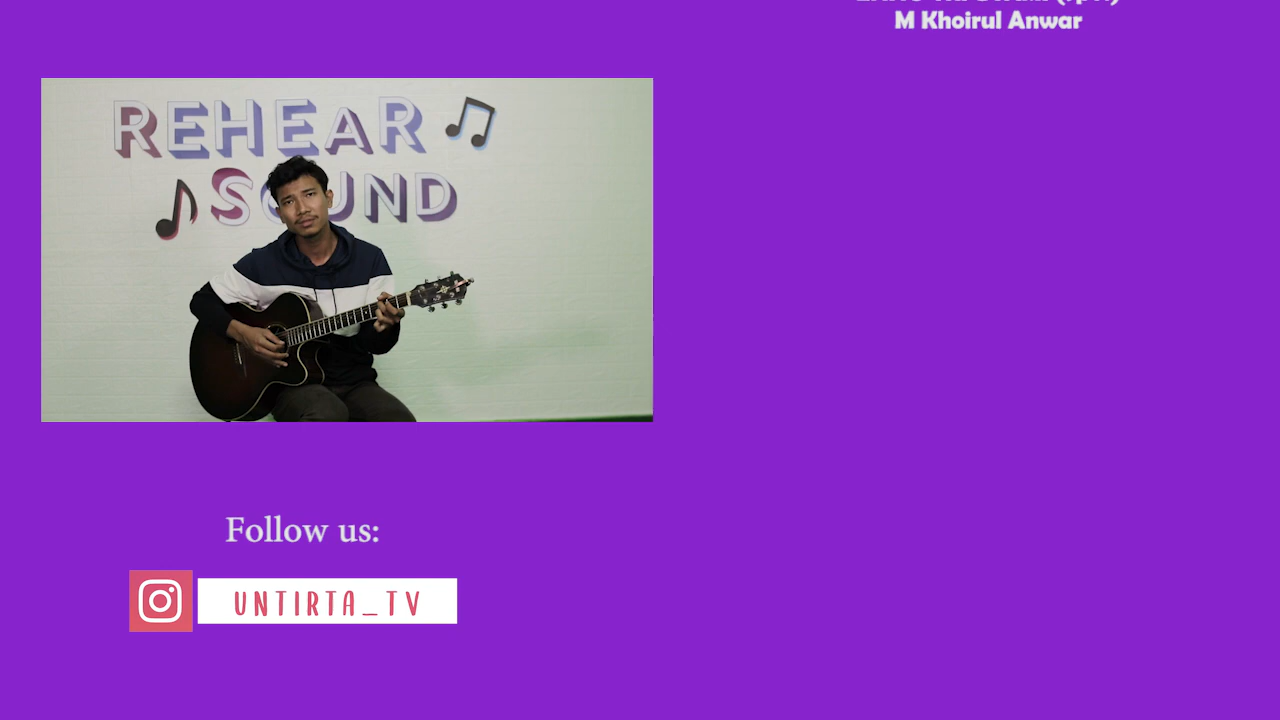 M Khoirul Anwar
REHEAR
SOUND
Follow us:
UNTIRTA_TV